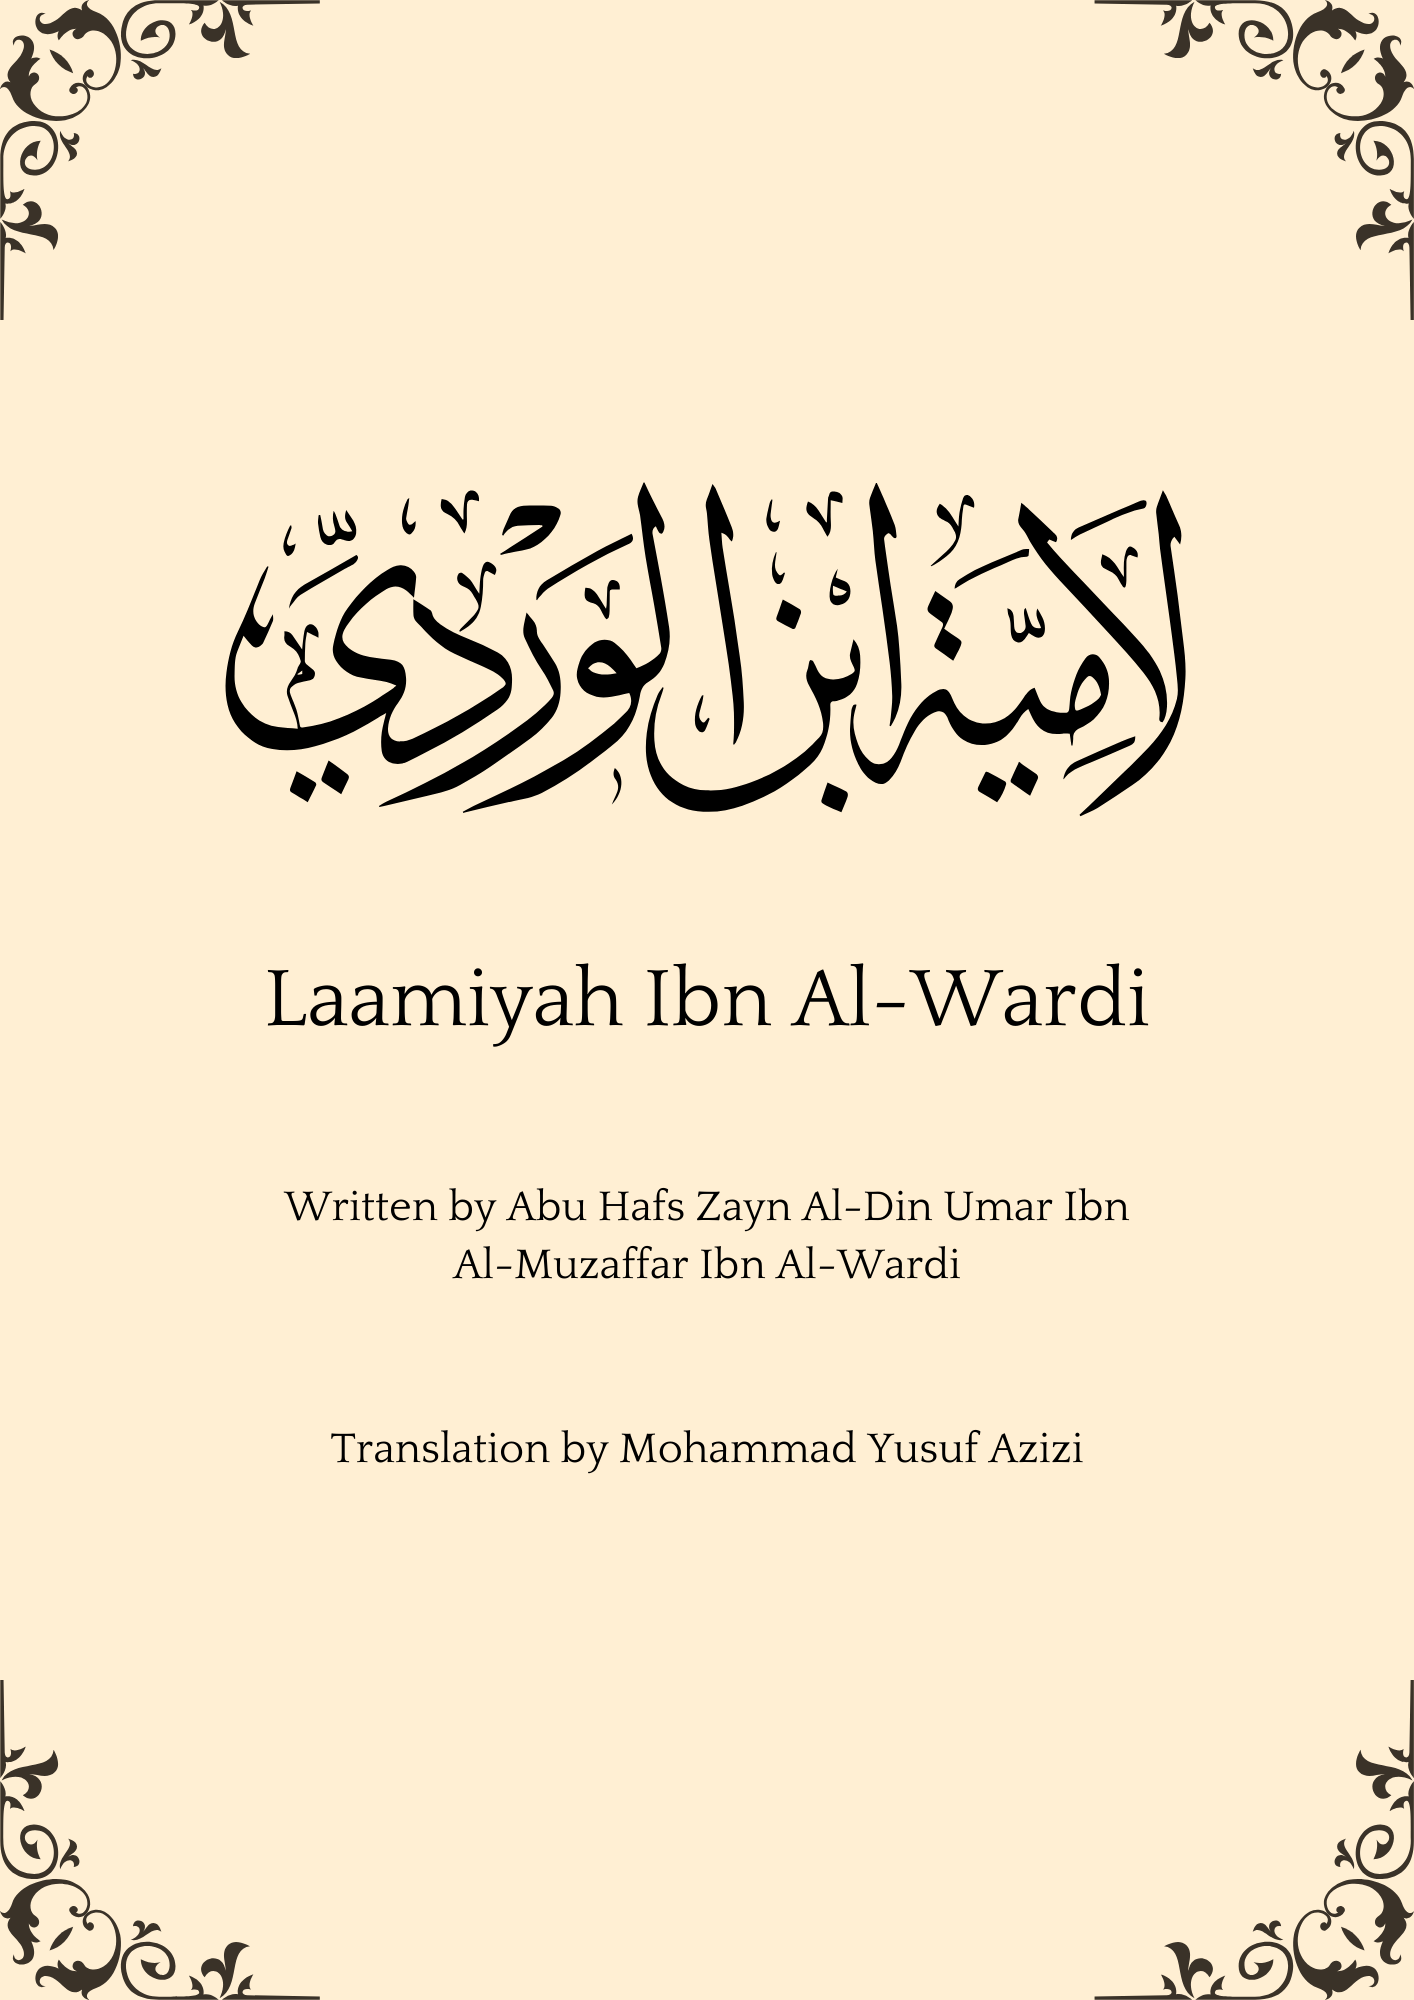 لَامِيَّة ابْن الوَرْدِيّ
Laamiyah Ibn Al-Wardi
Written by Abu Hafs Zayn Al-Din Umar Ibn
Al-Muzaffar Ibn Al-Wardi
Translation by Mohammad Yusuf Azizi